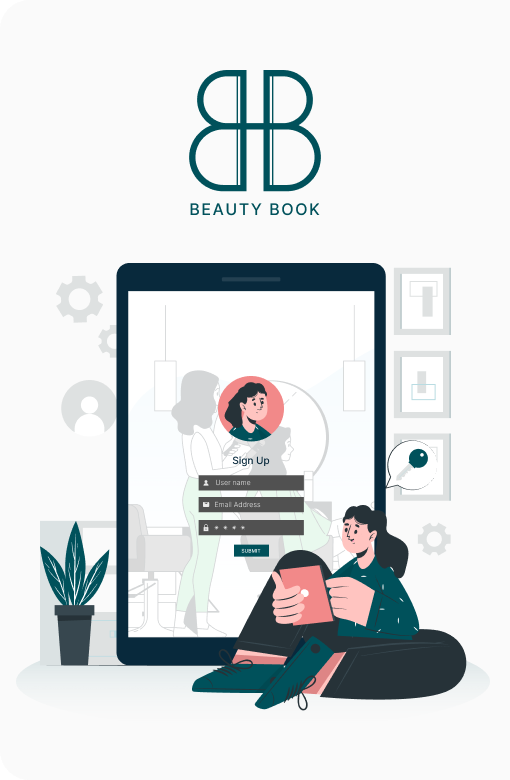 BEAUTY BOOK
Sign Up
User name
Email Address
****
SUBMIT